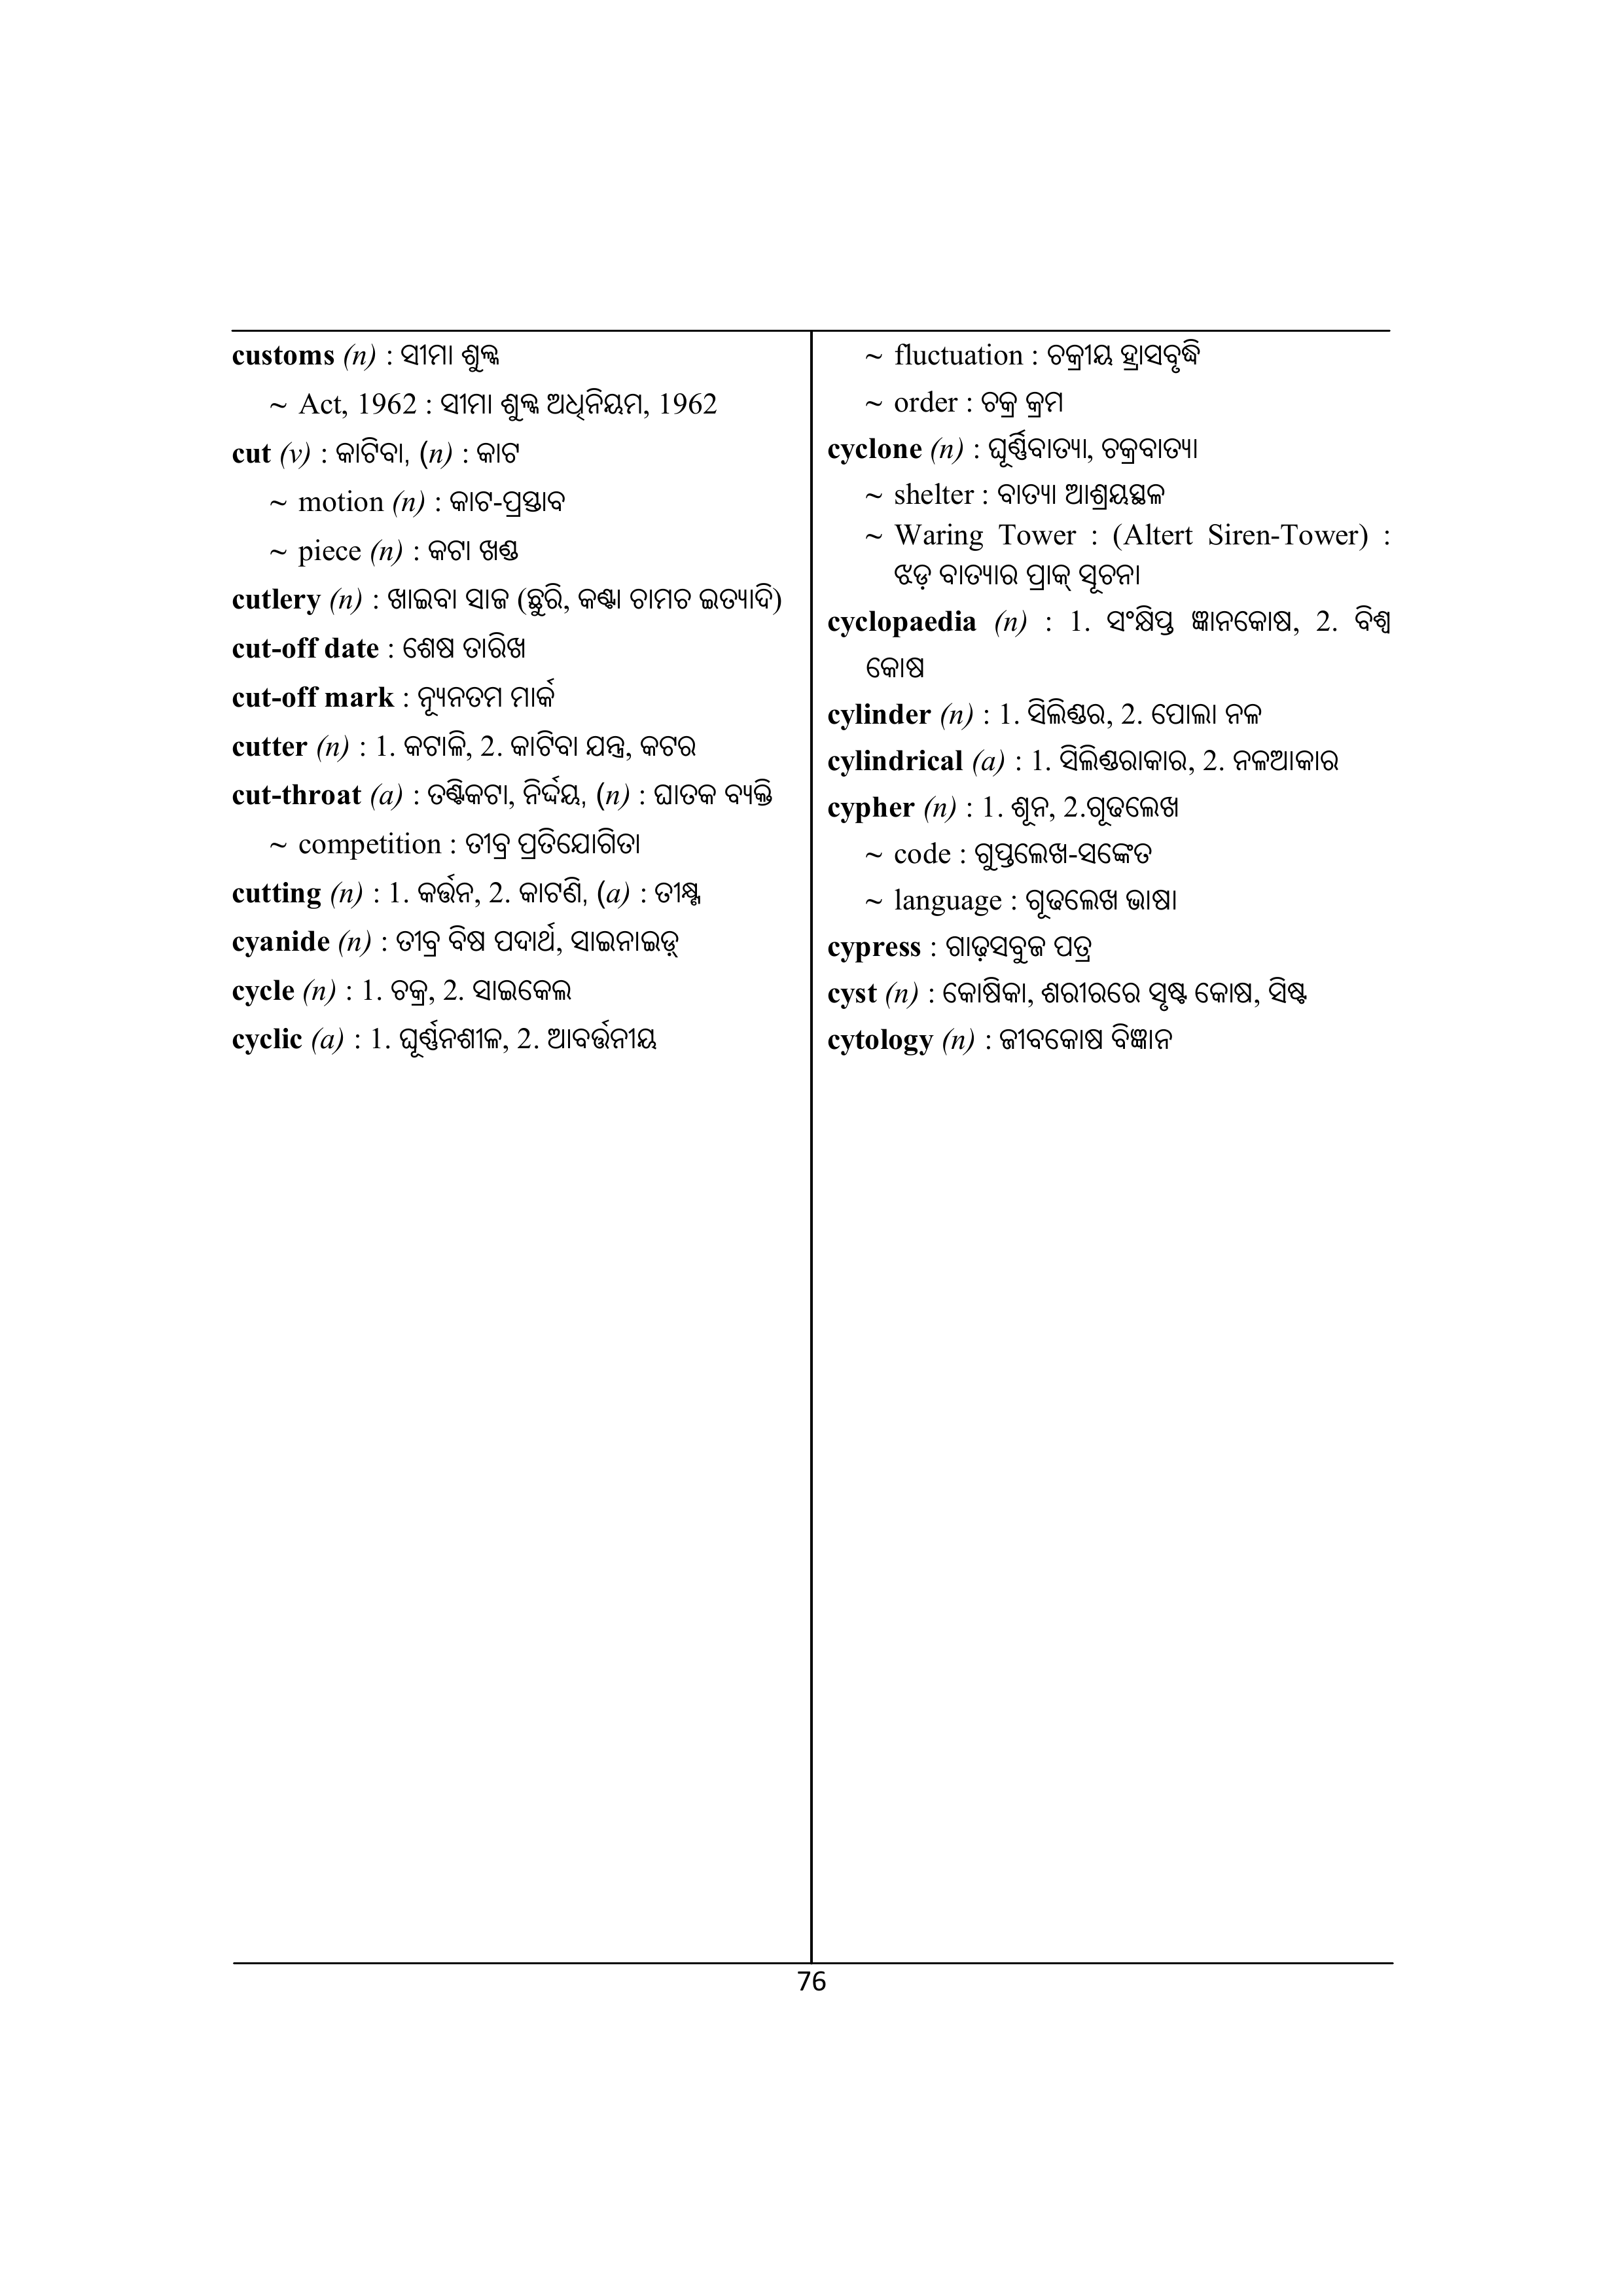 customs (n) : ସୀମା ଶୁଳ୍କ
~ Act, 1962 : ସୀମା ଶୁଳ୍କ ଅଧିନିୟମ, 1962
cut (v) : କାଟିବା, (n) : କାଟ
~ motion (n) : କାଟ-ପ୍ରସ୍ତାବ
~ piece (n) : କଟା ଖଣ୍ଡ
cutlery (n) : ଖାଇବା ସାଜ (ଛୁରି, କଣ୍ଟା ଚାମଚ ଇତ୍ୟାଦି)
cut-off date : ଶେଷ ତାରିଖ
cut-off mark : ନ୍ୟୂନତମ ମାର୍କ
cutter (n) : 1. କଟାଳି, 2. କାଟିବା ଯନ୍ତ୍ର, କଟର
cut-throat (a) : ତଣ୍ଟିକଟା, ନିର୍ଦ୍ଦୟ, (n) : ଘାତକ ବ୍ୟକ୍ତି
~ competition : ତୀବ୍ର ପ୍ରତିଯୋଗିତା
cutting (n) : 1. କର୍ତ୍ତନ, 2. କାଟଣି, (a) : ତୀକ୍ଷ୍ଣ
cyanide (n) : ତୀବ୍ର ବିଷ ପଦାର୍ଥ, ସାଇନାଇଡ଼୍
cycle (n) : 1. ଚକ୍ର, 2. ସାଇକେଲ
cyclic (a) : 1. ଘୂର୍ଣ୍ଣନଶୀଳ, 2. ଆବର୍ତ୍ତନୀୟ
~ fluctuation : ଚକ୍ରୀୟ ହ୍ରାସବୃଦ୍ଧି
~ order : ଚକ୍ର କ୍ରମ
cyclone (n) : ଘୂର୍ଣ୍ଣିବାତ୍ୟା, ଚକ୍ରବାତ୍ୟା
~ shelter : ବାତ୍ୟା ଆଶ୍ରୟସ୍ଥଳ
~ Waring Tower : (Altert Siren-Tower) :
ଝଡ଼ ବାତ୍ୟାର ପ୍ରାକ୍ ସୂଚନା
cyclopaedia (n) : 1. ସଂକ୍ଷିପ୍ତ ଜ୍ଞାନକୋଷ, 2. ବିଶ୍ୱ
କୋଷ
cylinder (n) : 1. ସିଲିଣ୍ଡର, 2. ପୋଲା ନଳ
cylindrical (a) : 1. ସିଲିଣ୍ଡରାକାର, 2. ନଳଆକାର
cypher (n) : 1. ଶୂନ, 2.ଗୂଢଲେଖ
~ code : ଗୁପ୍ତଲେଖ-ସଙ୍କେତ
~ language : ଗୂଢଲେଖ ଭାଷା
cypress : ଗାଢ଼ସବୁଜ ପତ୍ର
cyst (n) : କୋଷିକା, ଶରୀରରେ ସୃଷ୍ଟ କୋଷ, ସିଷ୍ଟ
cytology (n) : ଜୀବକୋଷ ବିଜ୍ଞାନ
76